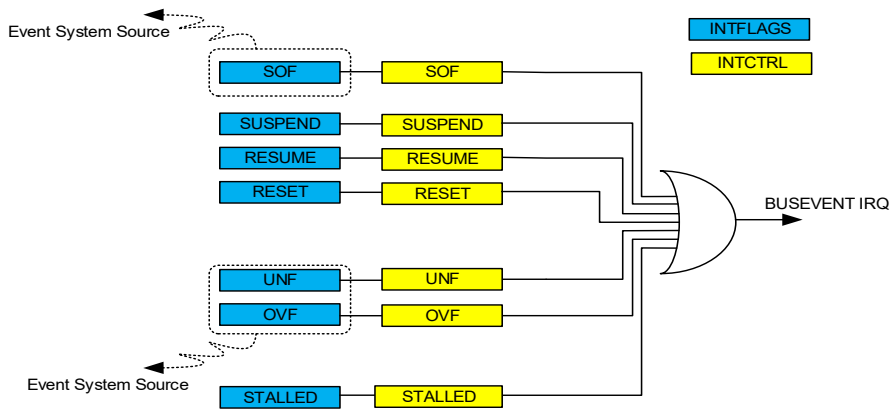 Event System Source
INTFLAGS
INTCTRL
SOF SOF
SUSPEND SUSPEND
RESUME RESUME
RESET RESET
BUSEVENT IRQ
UNF UNF
OVF OVF
Event System Source
STALLED STALLED